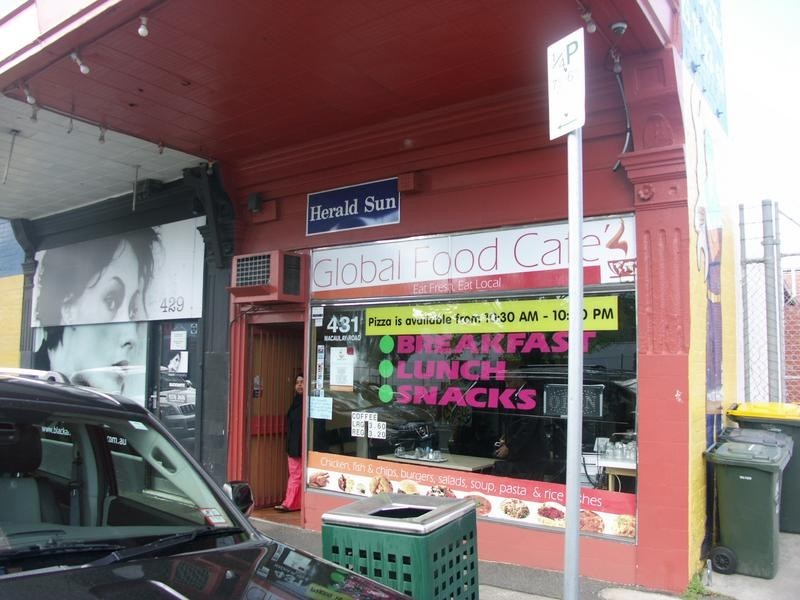 1/4P
Herald Sun
Global Food Cafe'
Eat Fresh, Eat Local
429
431
MACAULAY ROAD
Pizza is available from 10:30 AM - 10: PM
BREAKFAST
LUNCH
SNACKS
COFFEE
LRG 3.60
REG 3.20
Chicken, fish & chips, burgers, salads, soup, pasta & rice